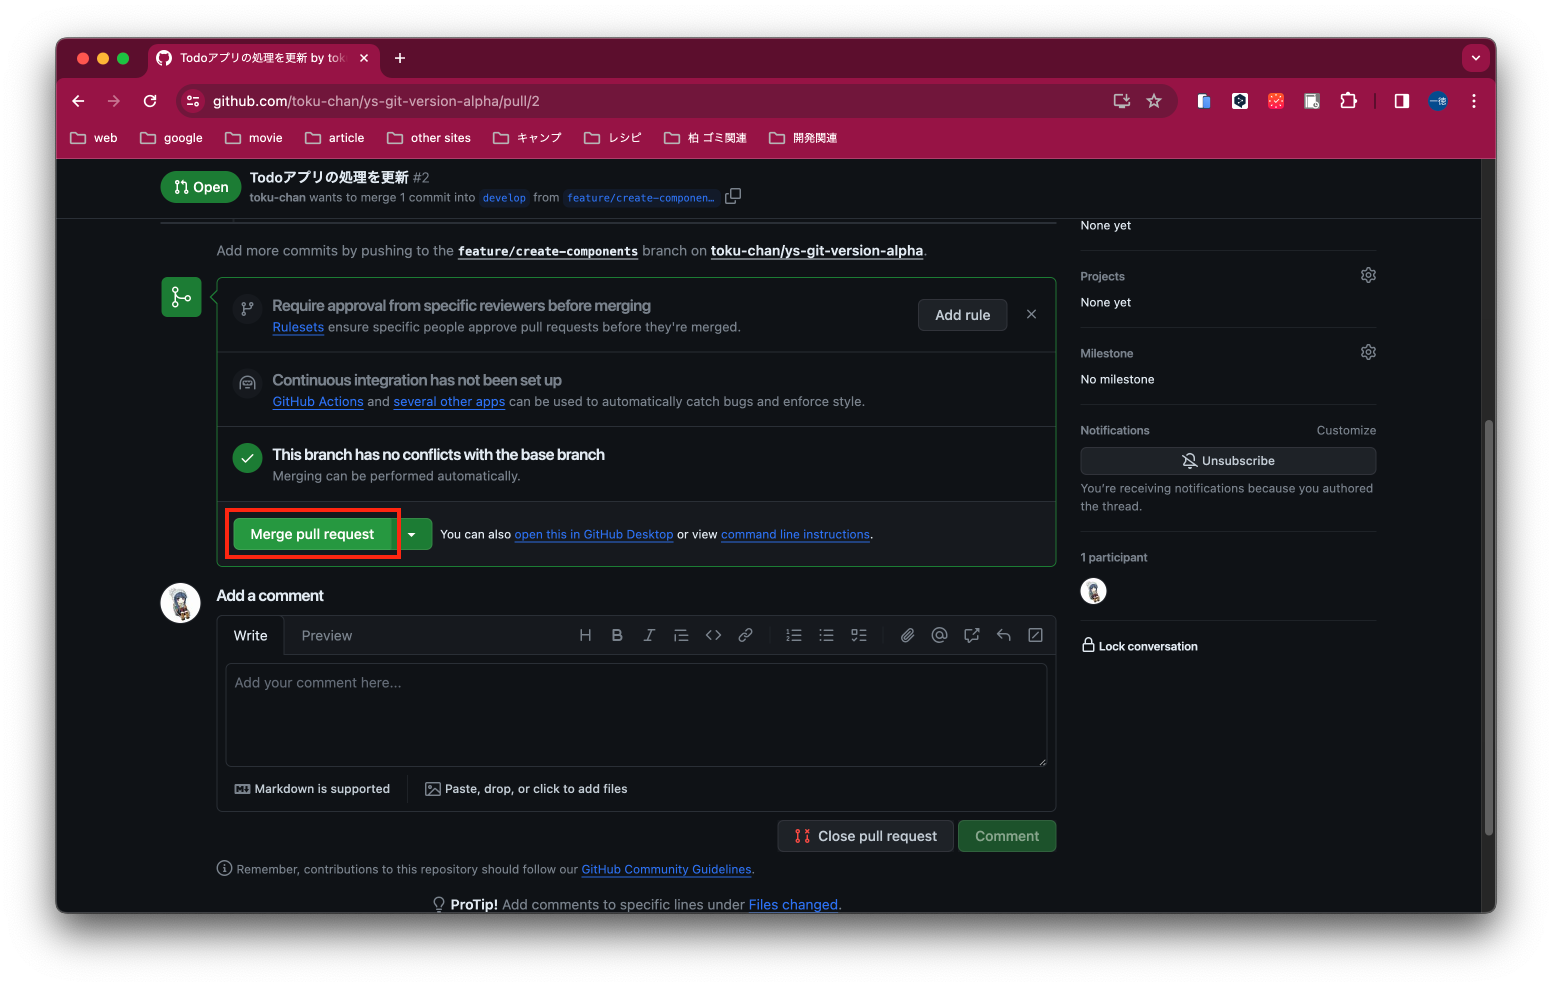 Todoアプリの処理を更新 by tok
github.com/toku-chan/ys-git-version-alpha/pull/2
一徳
web
google
movie
article
other sites
キャンプ
レシピ
柏 ゴミ関連
開発関連
Open
Todoアプリの処理を更新 #2
toku-chan wants to merge 1 commit into develop from feature/create-componen…
None yet
Add more commits by pushing to the feature/create-components branch on toku-chan/ys-git-version-alpha.
Projects
None yet
Require approval from specific reviewers before merging
Rulesets ensure specific people approve pull requests before they're merged.
Add rule
Milestone
No milestone
Continuous integration has not been set up
GitHub Actions and several other apps can be used to automatically catch bugs and enforce style.
Notifications
Customize
Unsubscribe
You're receiving notifications because you authored
the thread.
This branch has no conflicts with the base branch
Merging can be performed automatically.
Merge pull request
You can also open this in GitHub Desktop or view command line instructions.
1 participant
Lock conversation
Add a comment
Write
Preview
H B I
Add your comment here...
Markdown is supported
Paste, drop, or click to add files
Close pull request
Comment
Remember, contributions to this repository should follow our GitHub Community Guidelines.
ProTip! Add comments to specific lines under Files changed.